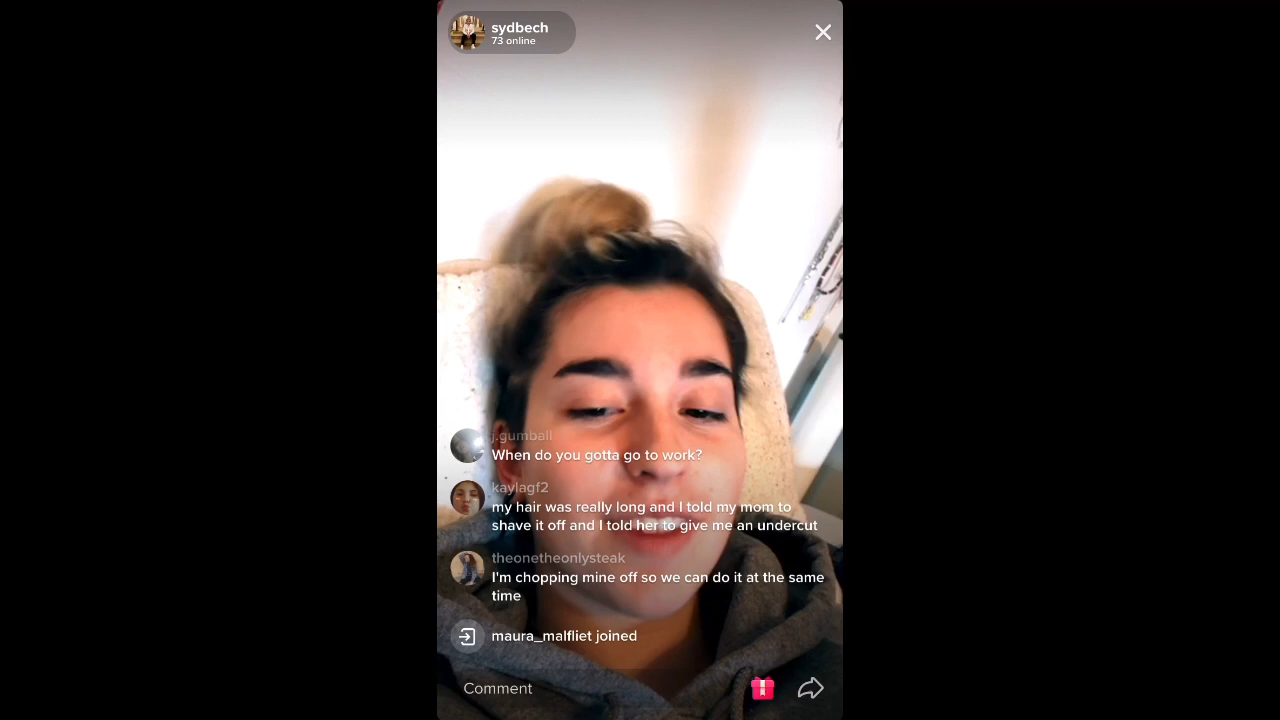 sydbech
73 online
j.gumball
When do you gotta go to work?
kaylagf2
my hair was really long and I told my mom to
shave it off and I told her to give me an undercut
theonetheonlysteak
I'm chopping mine off so we can do it at the same
time
maura_malfliet joined
Comment